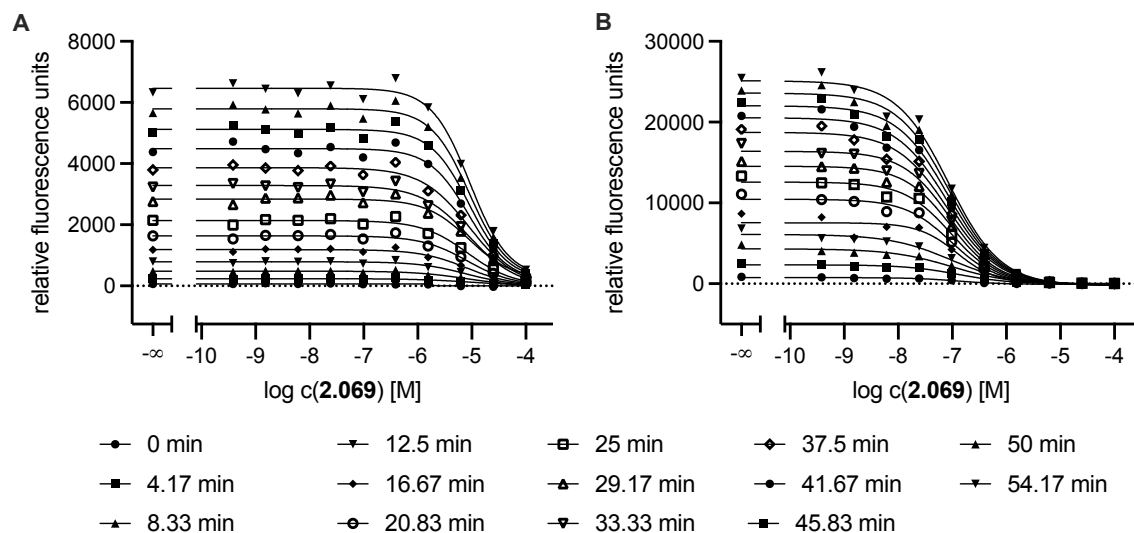 A
B
8000
6000
4000
2000
0
relative fluorescence units
-∞
-10
-9
-8
-7
-6
-5
-4
log c(2.069) [M]
30000
20000
10000
0
relative fluorescence units
-∞
-10
-9
-8
-7
-6
-5
-4
log c(2.069) [M]
0 min
12.5 min
25 min
37.5 min
50 min
4.17 min
16.67 min
29.17 min
41.67 min
54.17 min
8.33 min
20.83 min
33.33 min
45.83 min